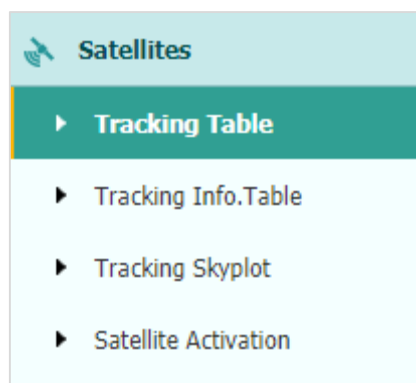 Satellites
Tracking Table
Tracking Info.Table
Tracking Skyplot
Satellite Activation